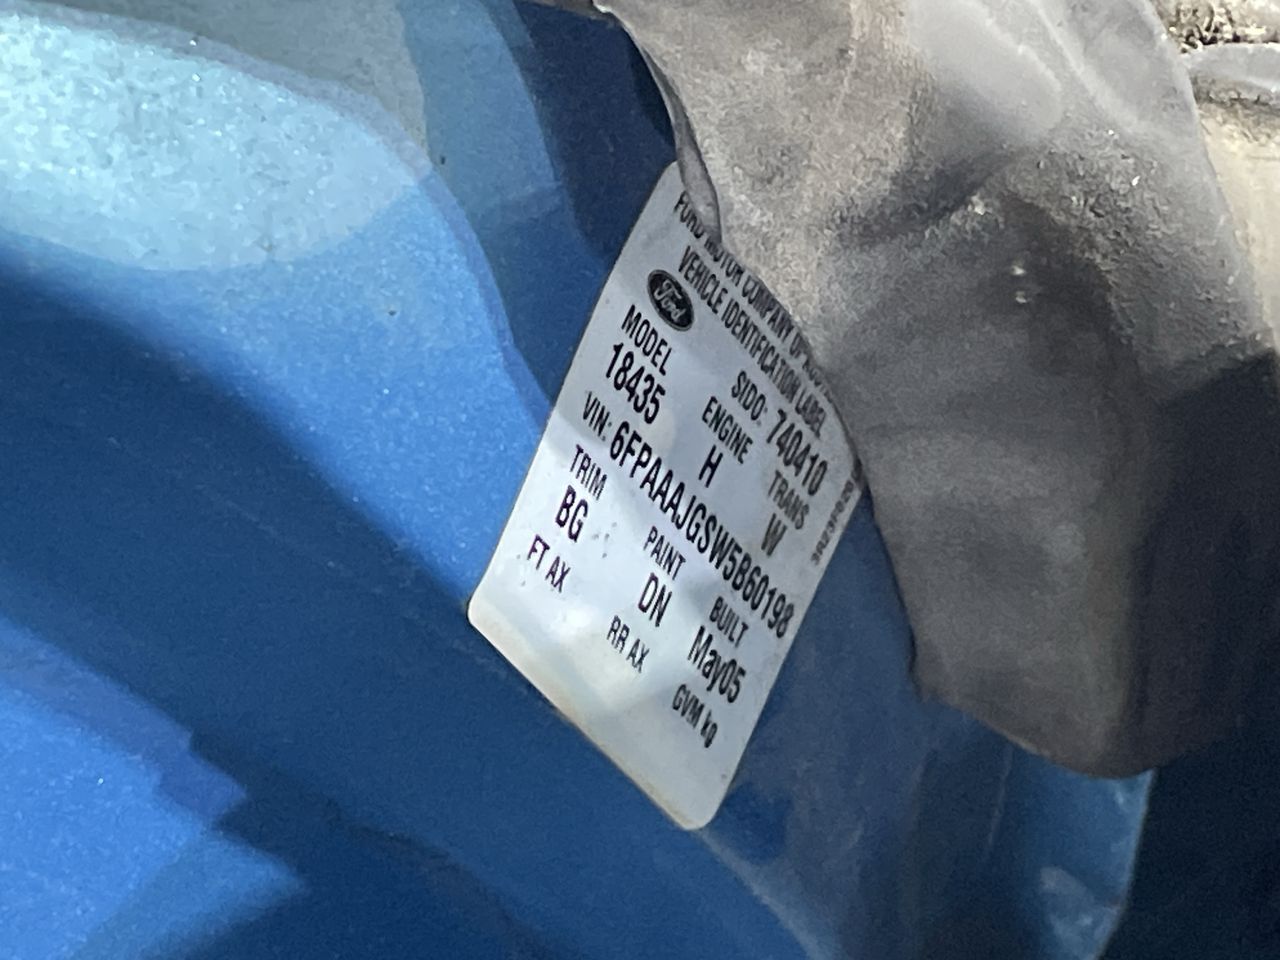 FORD MOTOR COMPANY OF
VEHICLE IDENTIFICATION LABEL
Ford
SIDO: 740410
MODEL ENGINE TRANS
18435 H W
VIN: 6FPAAAJGSW5B60198
TRIM PAINT BUILT
BG DN May05
FT AX RR AX GVM kg